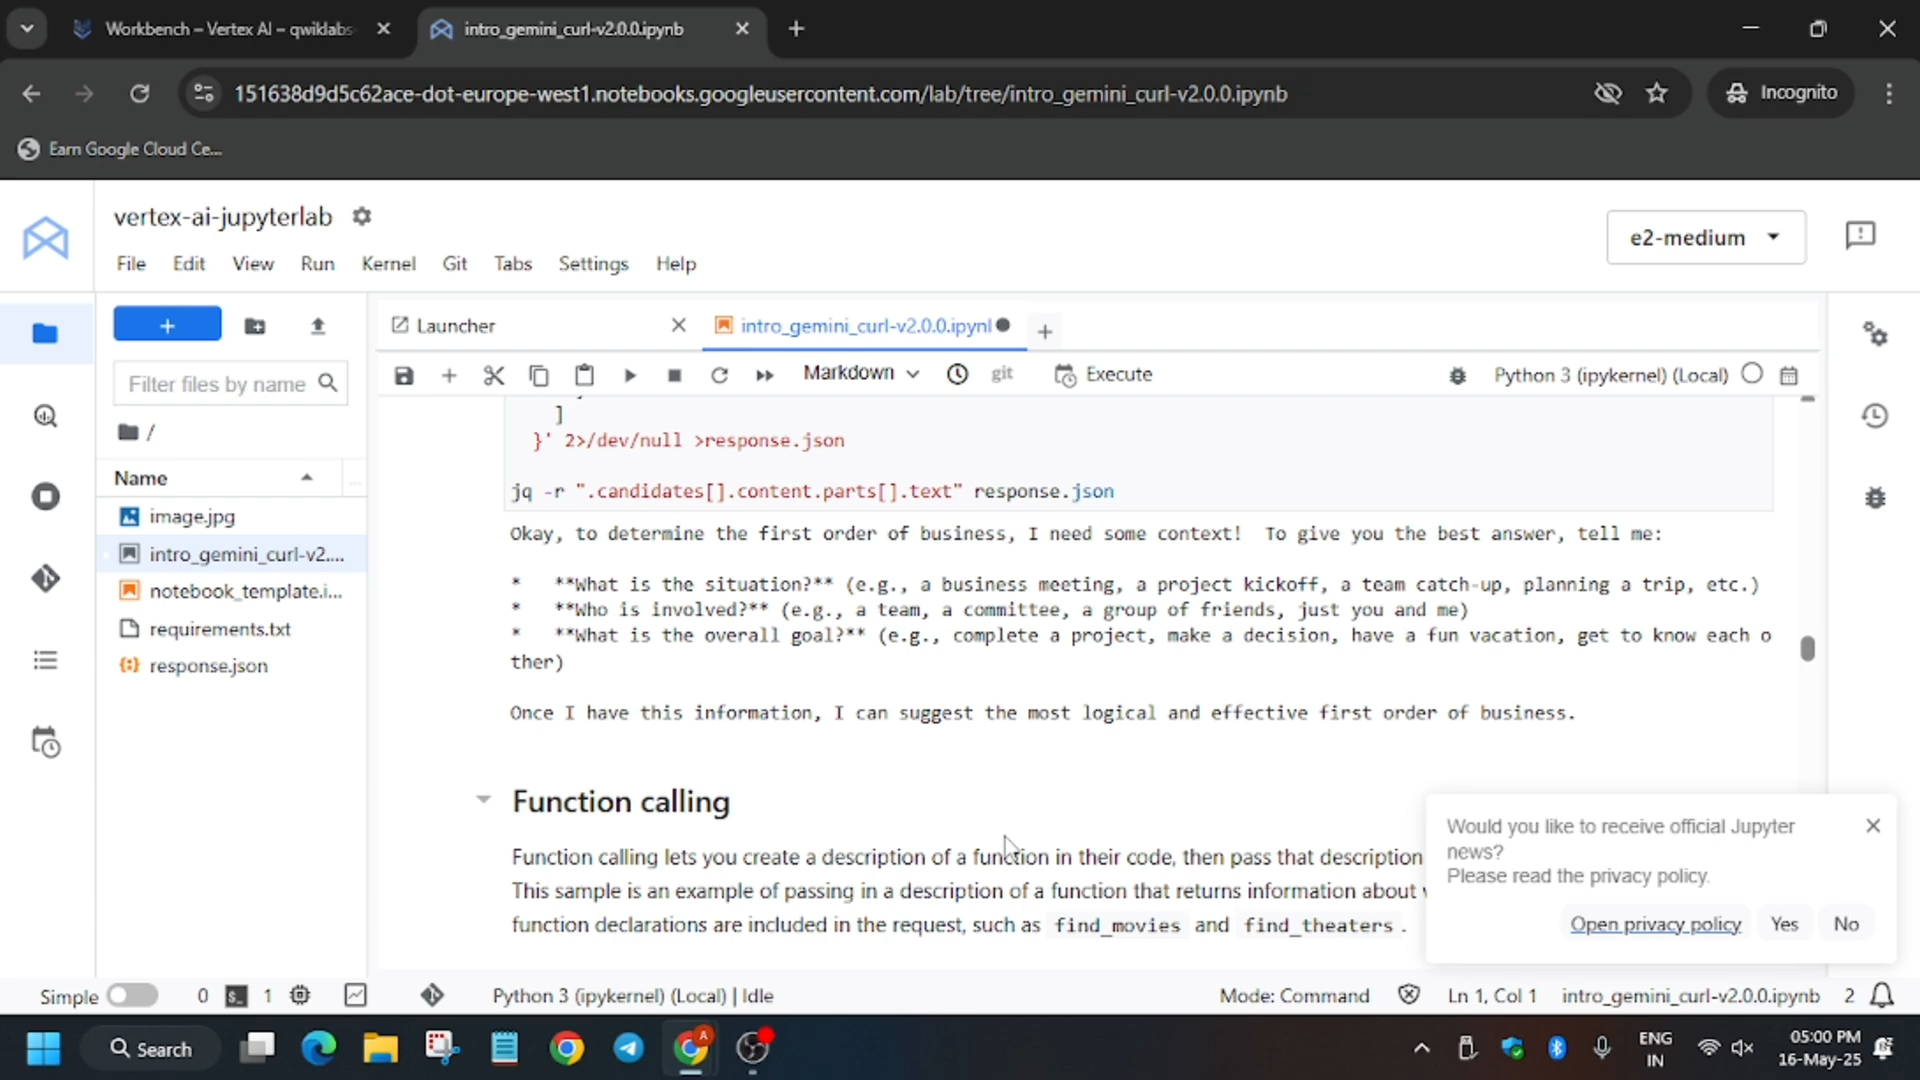 Workbench – Vertex AI – qwiklabs-
intro_gemini_curl-v2.0.0.ipynb
151638d9d5c62ace-dot-europe-west1.notebooks.googleusercontent.com/lab/tree/intro_gemini_curl-v2.0.0.ipynb
Incognito
Earn Google Cloud Ce...
vertex-ai-jupyterlab
e2-medium
File Edit View Run Kernel Git Tabs Settings Help
Launcher
intro_gemini_curl-v2.0.0.ipynl
Filter files by name
Markdown
git
Execute
Python 3 (ipykernel) (Local)
/
Name
...
image.jpg
intro_gemini_curl-v2....
notebook_template.i...
requirements.txt
response.json
]
}' 2>/dev/null >response.json
jq -r ".candidates[].content.parts[].text" response.json
Okay, to determine the first order of business, I need some context!  To give you the best answer, tell me:
*   **What is the situation?** (e.g., a business meeting, a project kickoff, a team catch-up, planning a trip, etc.)
*   **Who is involved?** (e.g., a team, a committee, a group of friends, just you and me)
*   **What is the overall goal?** (e.g., complete a project, make a decision, have a fun vacation, get to know each o
ther)
Once I have this information, I can suggest the most logical and effective first order of business.
Function calling
Function calling lets you create a description of a function in their code, then pass that description
This sample is an example of passing in a description of a function that returns information about
function declarations are included in the request, such as find_movies and find_theaters .
Would you like to receive official Jupyter
news?
Please read the privacy policy.
Open privacy policy Yes No
Simple 0 $_ 1
Python 3 (ipykernel) (Local) | Idle
Mode: Command
Ln 1, Col 1
intro_gemini_curl-v2.0.0.ipynb
2
Search
A
ENG
IN
05:00 PM
16-May-25